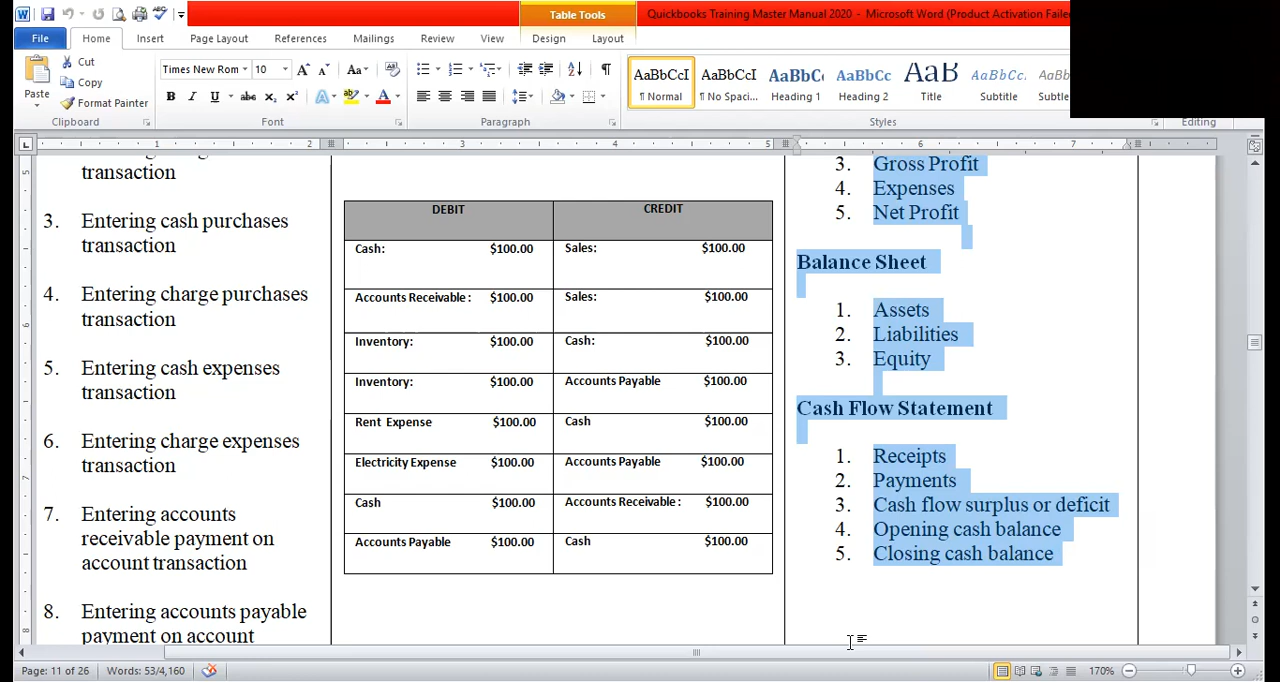 Table Tools
Quickbooks Training Master Manual 2020 - Microsoft Word (Product Activation Failed
File Home Insert Page Layout References Mailings Review View Design Layout
Paste
Cut
Copy
Format Painter
Clipboard
Times New Rom 10
Font
Paragraph
AaBbCcI AaBbCcI AaBbC AaBbCc AaB AaBbCc. AaBb
¶ Normal ¶ No Spaci... Heading 1 Heading 2 Title Subtitle Subtle
Styles
Editing
2 3 4 5 6 7
transaction
3. Entering cash purchases
transaction
4. Entering charge purchases
transaction
5. Entering cash expenses
transaction
6. Entering charge expenses
transaction
7. Entering accounts
receivable payment on
account transaction
8. Entering accounts payable
payment on account
DEBIT CREDIT
Cash: $100.00 Sales: $100.00
Accounts Receivable: $100.00 Sales: $100.00
Inventory: $100.00 Cash: $100.00
Inventory: $100.00 Accounts Payable $100.00
Rent Expense $100.00 Cash $100.00
Electricity Expense $100.00 Accounts Payable $100.00
Cash $100.00 Accounts Receivable: $100.00
Accounts Payable $100.00 Cash $100.00
3. Gross Profit
4. Expenses
5. Net Profit
Balance Sheet
1. Assets
2. Liabilities
3. Equity
Cash Flow Statement
1. Receipts
2. Payments
3. Cash flow surplus or deficit
4. Opening cash balance
5. Closing cash balance
Page: 11 of 26 Words: 53/4,160 170%